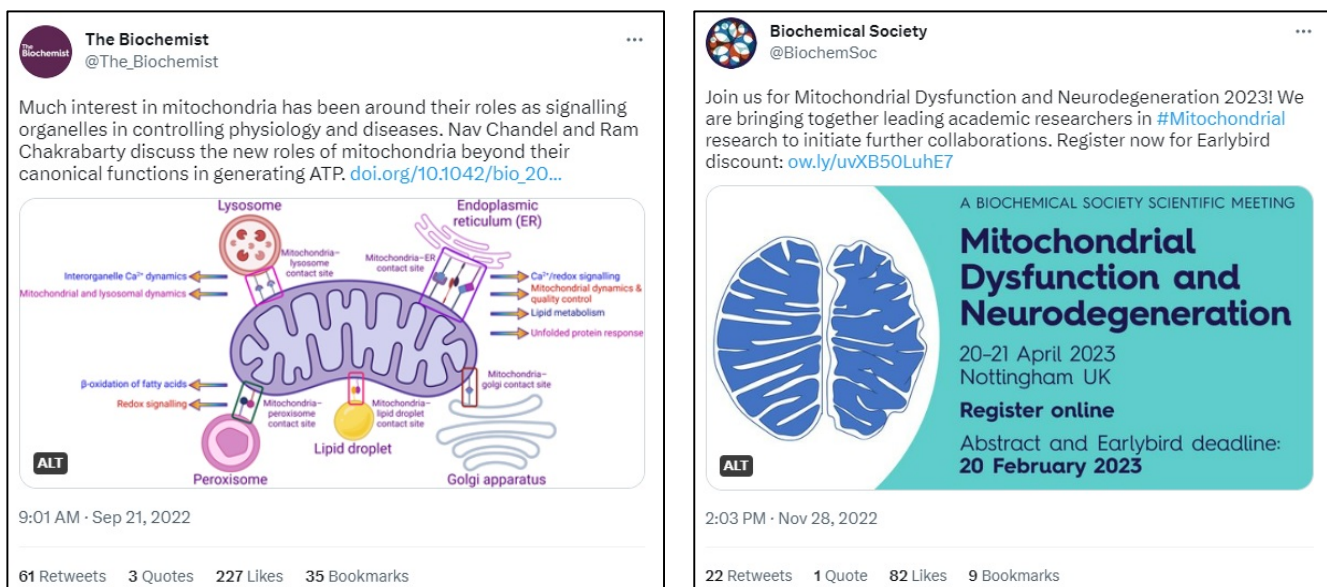 The Biochemist
The Biochemist
@The_Biochemist
...
Much interest in mitochondria has been around their roles as signalling
organelles in controlling physiology and diseases. Nav Chandel and Ram
Chakrabarty discuss the new roles of mitochondria beyond their
canonical functions in generating ATP. doi.org/10.1042/bio_20...
Lysosome
Endoplasmic
reticulum (ER)
Mitochondria–
lysosome
contact site
Mitochondria–ER
contact site
Interorganelle Ca²⁺ dynamics
Mitochondrial and lysosomal dynamics
Ca²⁺/redox signalling
Mitochondrial dynamics &
quality control
Lipid metabolism
Unfolded protein response
β-oxidation of fatty acids
Redox signalling
Mitochondria–
peroxisome
contact site
Mitochondria–
lipid droplet
contact site
Mitochondria–
golgi contact site
Lipid droplet
Peroxisome
Golgi apparatus
ALT
9:01 AM · Sep 21, 2022
61 Retweets 3 Quotes 227 Likes 35 Bookmarks
Biochemical Society
@BiochemSoc
...
Join us for Mitochondrial Dysfunction and Neurodegeneration 2023! We
are bringing together leading academic researchers in #Mitochondrial
research to initiate further collaborations. Register now for Earlybird
discount: ow.ly/uvXB50LuhE7
A BIOCHEMICAL SOCIETY SCIENTIFIC MEETING
Mitochondrial
Dysfunction and
Neurodegeneration
20–21 April 2023
Nottingham UK
Register online
Abstract and Earlybird deadline:
20 February 2023
ALT
2:03 PM · Nov 28, 2022
22 Retweets 1 Quote 82 Likes 9 Bookmarks